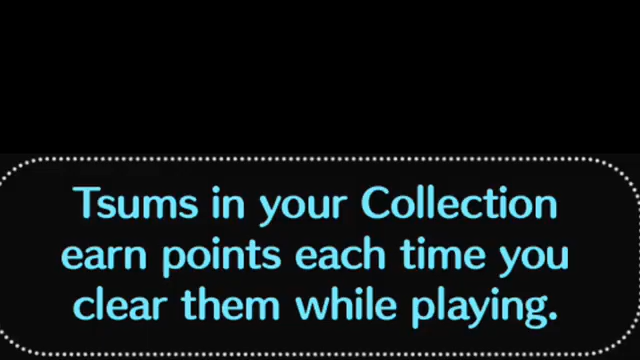 Tsums in your Collection
earn points each time you
clear them while playing.